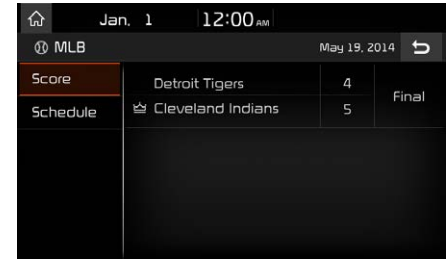 Jan. 1 12:00 AM
MLB May 19, 2014
Score Detroit Tigers 4
Final
Schedule Cleveland Indians 5